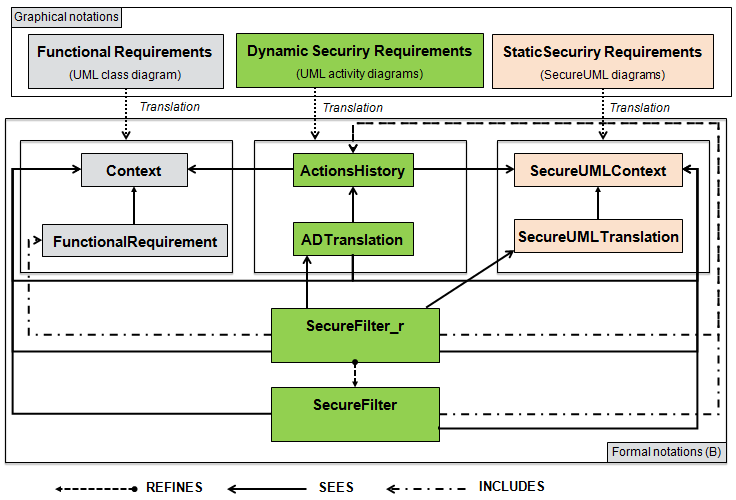 Graphical notations
Functional Requirements
(UML class diagram)
Dynamic Securiry Requirements
(UML activity diagrams)
StaticSecuriry Requirements
(SecureUML diagrams)
Translation
Translation
Translation
Context
ActionsHistory
SecureUMLContext
FunctionalRequirement
ADTranslation
SecureUMLTranslation
SecureFilter_r
SecureFilter
Formal notations (B)
REFINES
SEES
INCLUDES